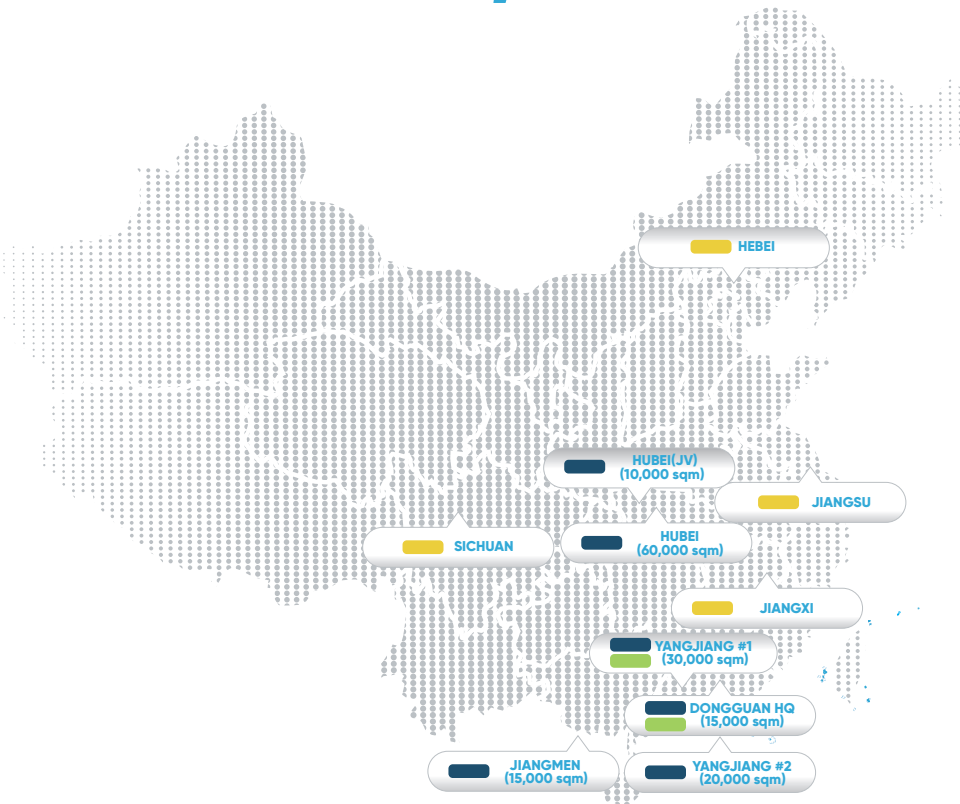 HEBEI
HUBEI(JV)
(10,000 sqm)
JIANGSU
SICHUAN
HUBEI
(60,000 sqm)
JIANGXI
YANGJIANG #1
(30,000 sqm)
DONGGUAN HQ
(15,000 sqm)
JIANGMEN
(15,000 sqm)
YANGJIANG #2
(20,000 sqm)